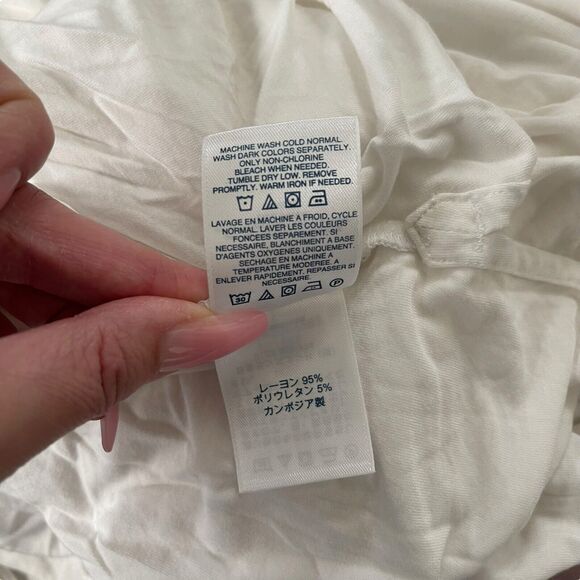 MACHINE WASH COLD NORMAL
WASH DARK COLORS SEPARATELY.
ONLY NON-CHLORINE
BLEACH WHEN NEEDED.
TUMBLE DRY LOW. REMOVE
PROMPTLY. WARM IRON IF NEEDED.
LAVAGE EN MACHINE A FROID, CYCLE
NORMAL. LAVER LES COULEURS
FONCEES SEPAREMENT. SI
NECESSAIRE, BLANCHIMENT A BASE
D'AGENTS OXYGENES UNIQUEMENT.
SECHAGE EN MACHINE A
TEMPERATURE MODEREE. A
ENLEVER RAPIDEMENT. REPASSER SI
NÉCESSAIRE
30 P
レーヨン 95%
ポリウレタン 5%
カンボジア製